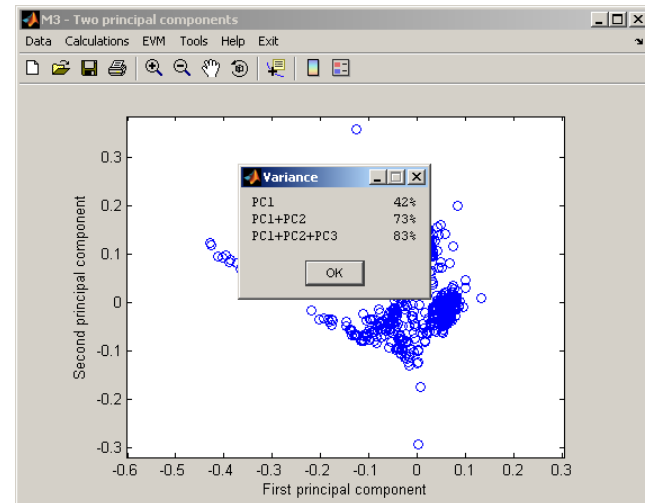 M3 - Two principal components
Data Calculations EVM Tools Help Exit
0.3
0.2
0.1
0
-0.1
-0.2
-0.3
Second principal component
Variance
PC1 42%
PC1+PC2 73%
PC1+PC2+PC3 83%
OK
-0.6 -0.5 -0.4 -0.3 -0.2 -0.1 0 0.1 0.2 0.3
First principal component